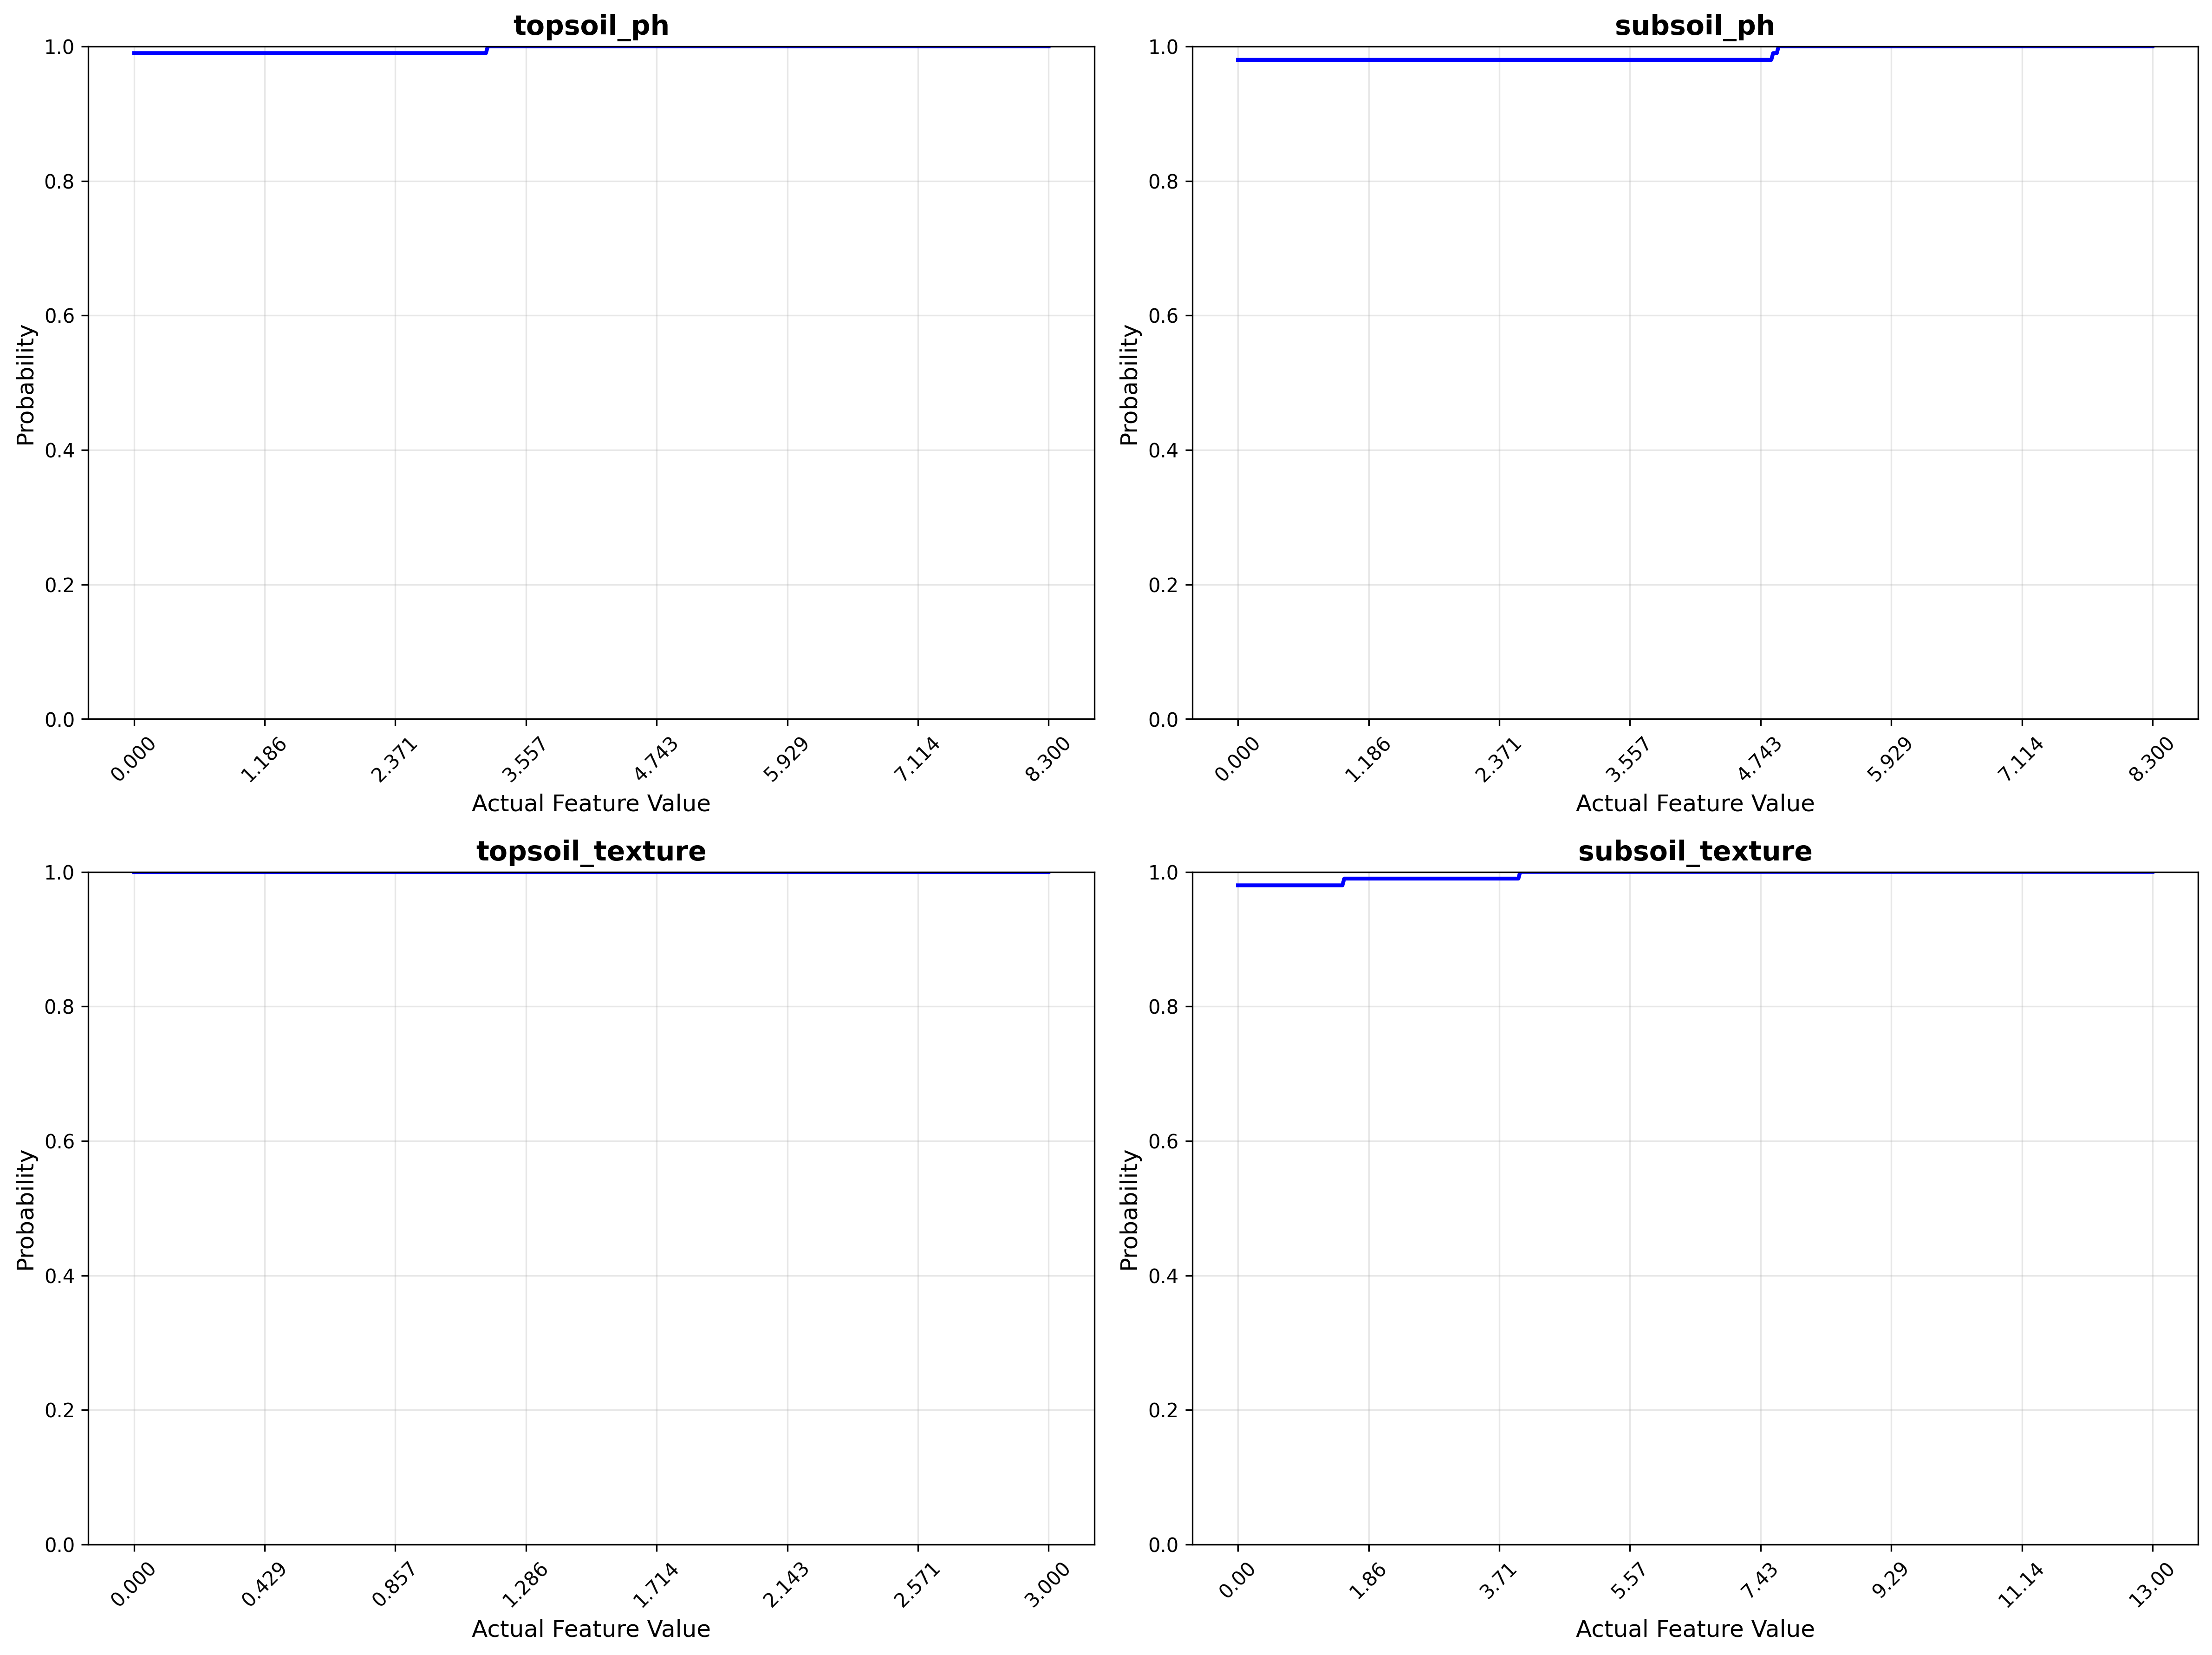 topsoil_ph
1.0
0.8
0.6
0.4
0.2
0.0
Probability
0.000 1.186 2.371 3.557 4.743 5.929 7.114 8.300
Actual Feature Value
subsoil_ph
1.0
0.8
0.6
0.4
0.2
0.0
Probability
0.000 1.186 2.371 3.557 4.743 5.929 7.114 8.300
Actual Feature Value
topsoil_texture
1.0
0.8
0.6
0.4
0.2
0.0
Probability
0.000 0.429 0.857 1.286 1.714 2.143 2.571 3.000
Actual Feature Value
subsoil_texture
1.0
0.8
0.6
0.4
0.2
0.0
Probability
0.00 1.86 3.71 5.57 7.43 9.29 11.14 13.00
Actual Feature Value